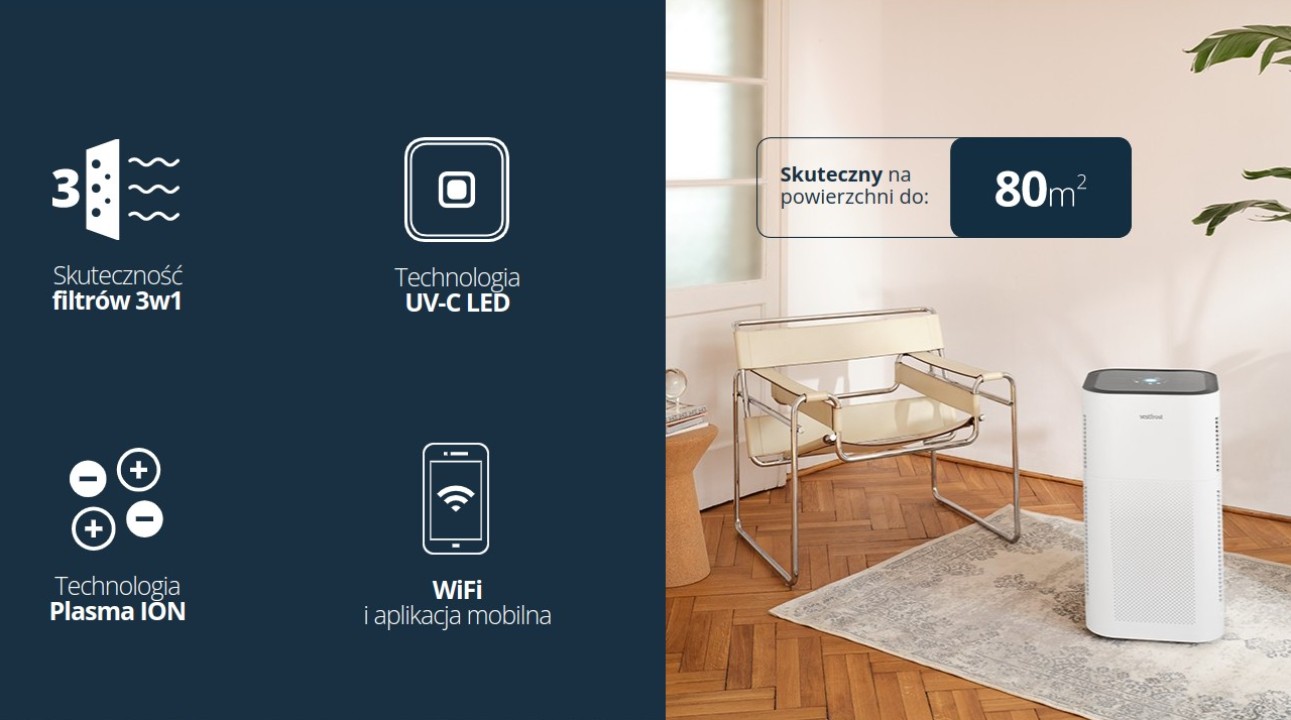 3
Skuteczność
filtrów 3w1
Technologia
UV-C LED
Technologia
Plasma ION
WiFi
i aplikacja mobilna
Skuteczny na
powierzchni do:
80m²